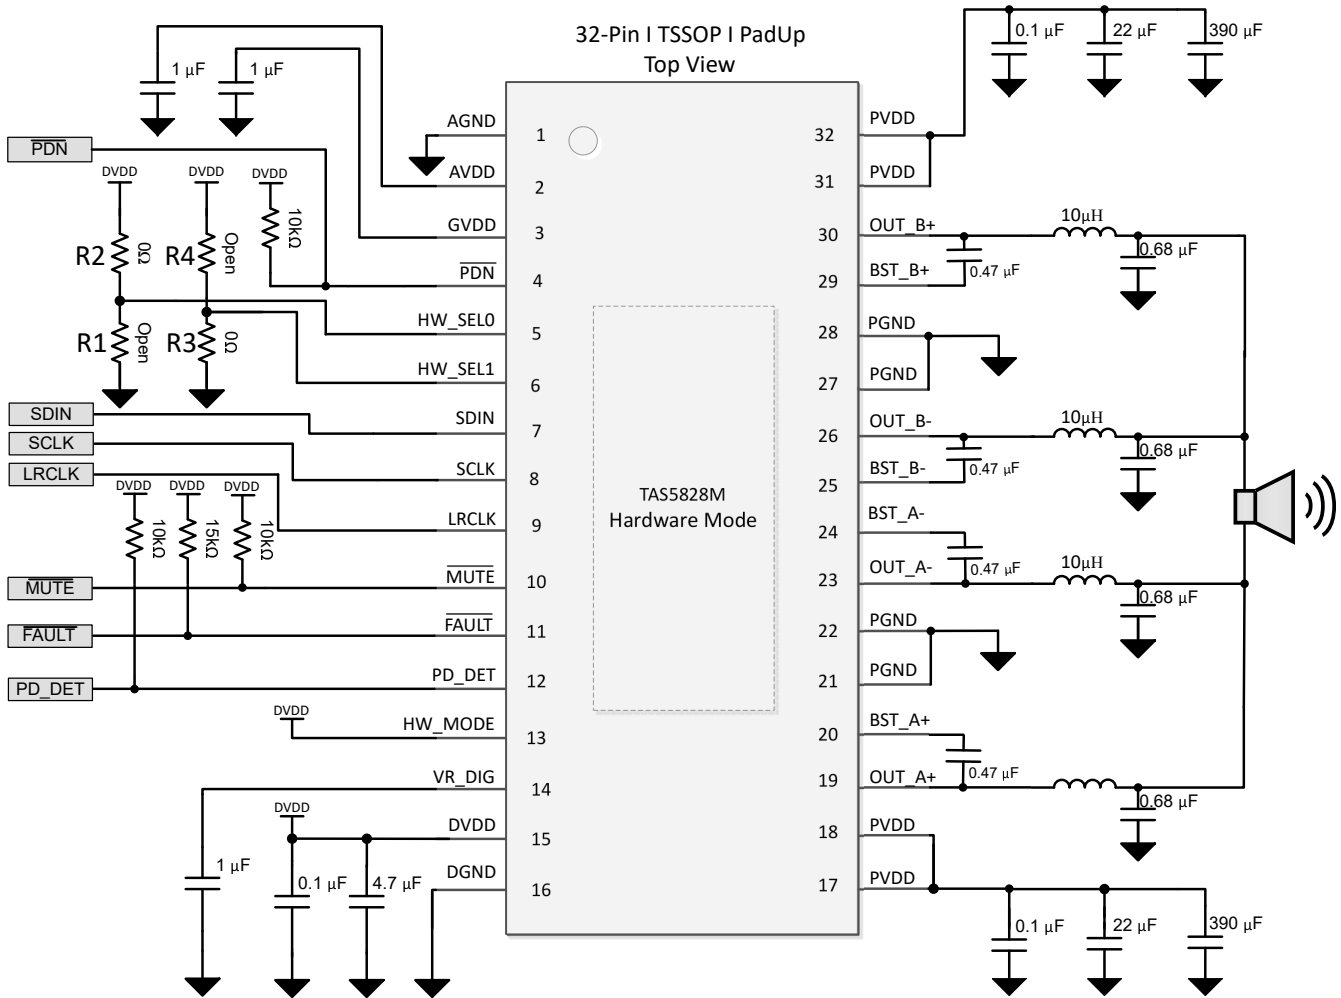 32-Pin I TSSOP I PadUp
Top View
1 μF
1 μF
PDN
DVDD
DVDD
DVDD
R2
0Ω
R4
Open
10kΩ
R1
Open
R3
0Ω
SDIN
SCLK
LRCLK
DVDD
DVDD
DVDD
10kΩ
15kΩ
10kΩ
MUTE
FAULT
PD_DET
DVDD
1 μF
DVDD
0.1 μF
4.7 μF
AGND
1
AVDD
2
GVDD
3
PDN
4
HW_SEL0
5
HW_SEL1
6
SDIN
7
SCLK
8
LRCLK
9
MUTE
10
FAULT
11
PD_DET
12
HW_MODE
13
VR_DIG
14
DVDD
15
DGND
16
TAS5828M
Hardware Mode
32
PVDD
31
PVDD
30
OUT_B+
29
BST_B+
28
PGND
27
PGND
26
OUT_B-
25
BST_B-
24
BST_A-
23
OUT_A-
22
PGND
21
PGND
20
BST_A+
19
OUT_A+
18
PVDD
17
PVDD
0.1 μF
22 μF
390 μF
10μH
0.47 μF
0.68 μF
10μH
0.47 μF
0.68 μF
10μH
0.47 μF
0.68 μF
0.47 μF
0.68 μF
0.1 μF
22 μF
390 μF